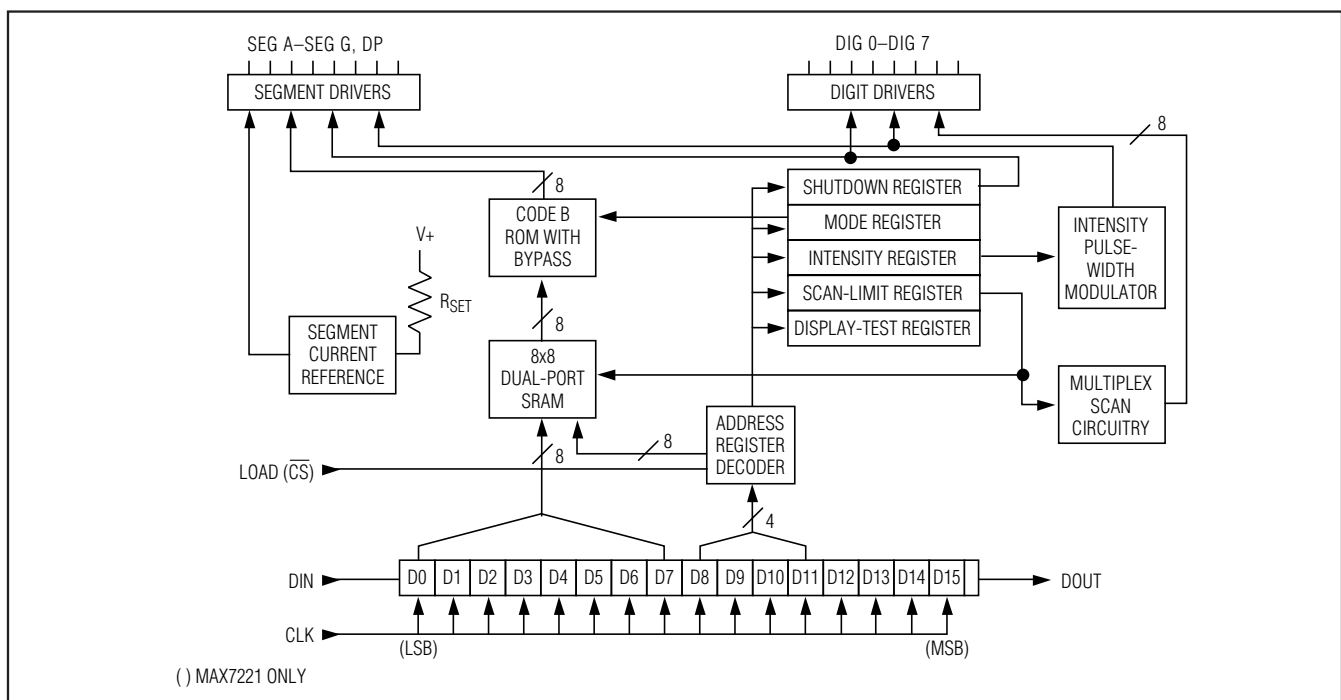 SEG A–SEG G, DP
DIG 0–DIG 7
SEGMENT DRIVERS
DIGIT DRIVERS
8
8
CODE B
ROM WITH
BYPASS
SHUTDOWN REGISTER
MODE REGISTER
INTENSITY REGISTER
SCAN-LIMIT REGISTER
DISPLAY-TEST REGISTER
INTENSITY
PULSE-
WIDTH
MODULATOR
V+
RSET
SEGMENT
CURRENT
REFERENCE
8
8x8
DUAL-PORT
SRAM
MULTIPLEX
SCAN
CIRCUITRY
ADDRESS
REGISTER
DECODER
8
8
LOAD (CS)
4
DIN
D0 D1 D2 D3 D4 D5 D6 D7 D8 D9 D10 D11 D12 D13 D14 D15
DOUT
CLK
(LSB)
(MSB)
( ) MAX7221 ONLY